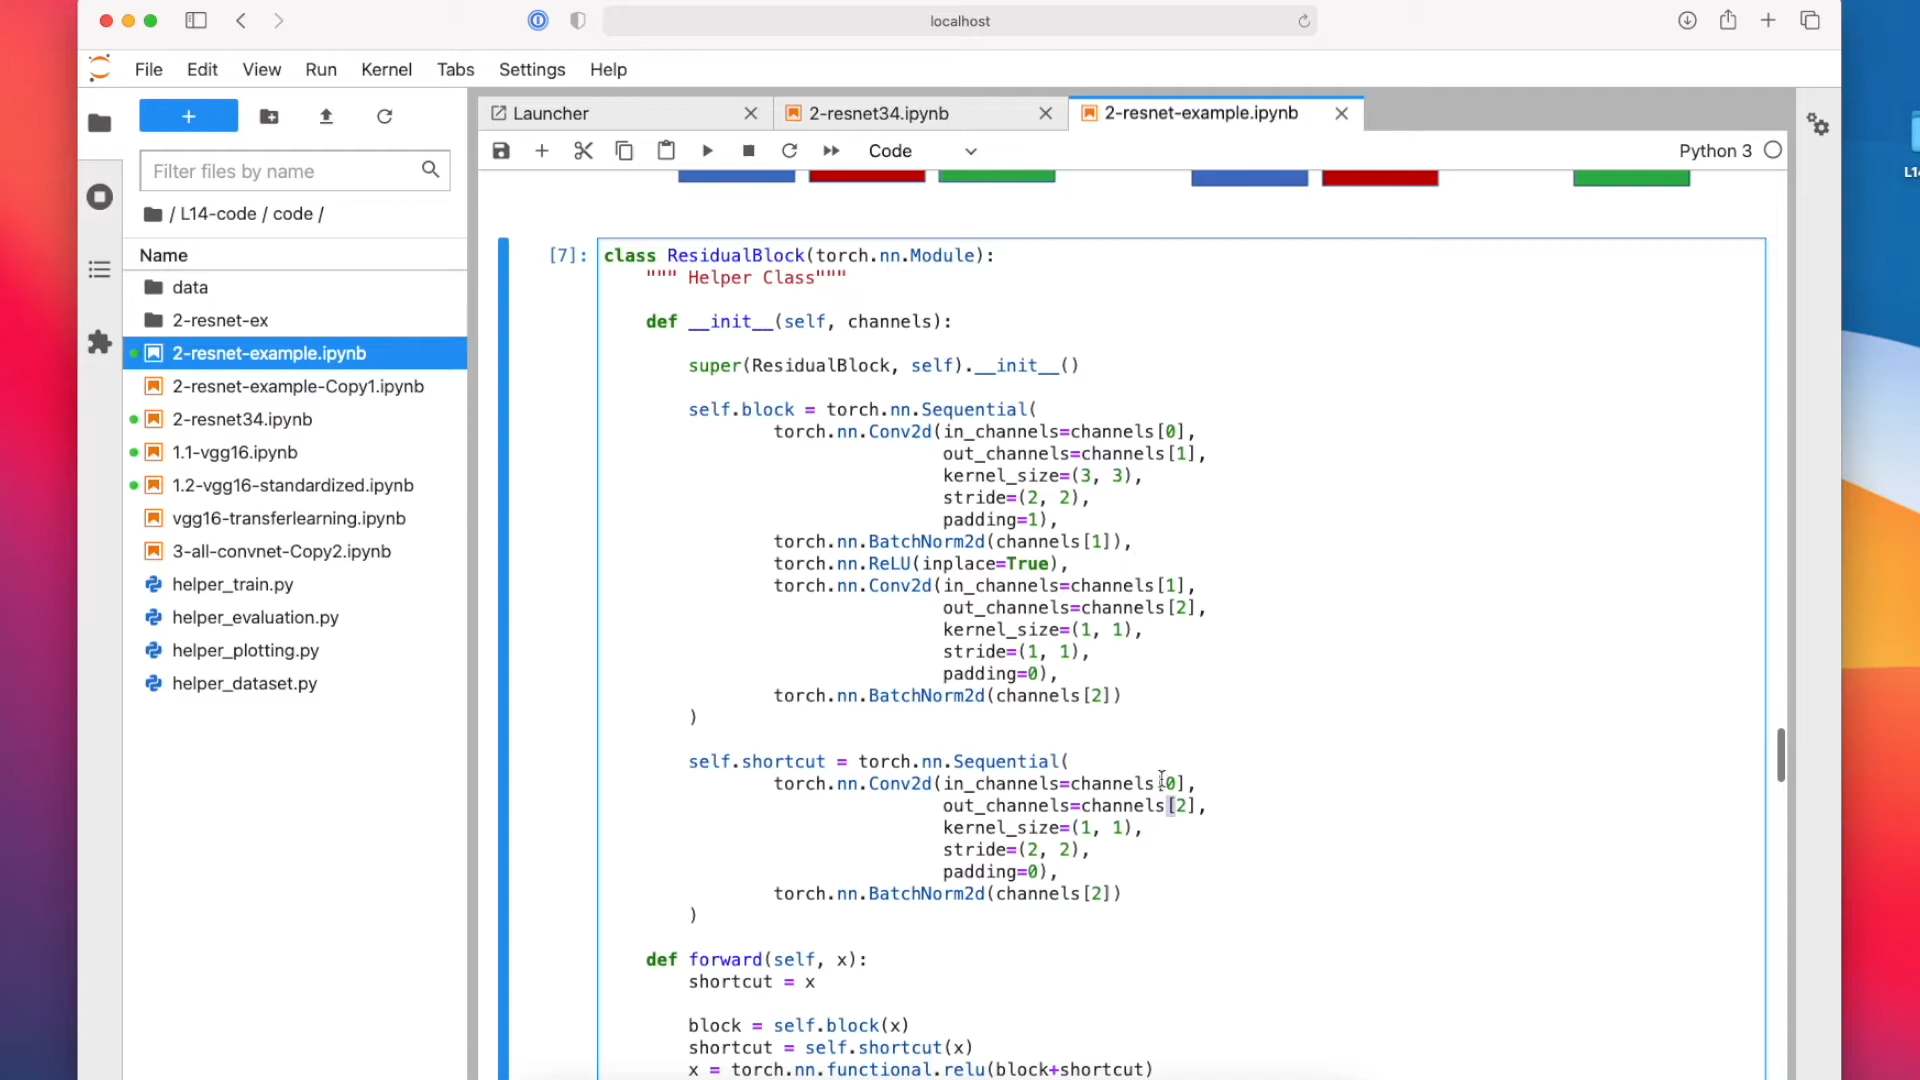 localhost
File Edit View Run Kernel Tabs Settings Help
Launcher
2-resnet34.ipynb
2-resnet-example.ipynb
Code
Python 3
Filter files by name
/ L14-code / code /
Name
data
2-resnet-ex
2-resnet-example.ipynb
2-resnet-example-Copy1.ipynb
2-resnet34.ipynb
1.1-vgg16.ipynb
1.2-vgg16-standardized.ipynb
vgg16-transferlearning.ipynb
3-all-convnet-Copy2.ipynb
helper_train.py
helper_evaluation.py
helper_plotting.py
helper_dataset.py
L14
[7]:
class ResidualBlock(torch.nn.Module):
""" Helper Class"""
def __init__(self, channels):
super(ResidualBlock, self).__init__()
self.block = torch.nn.Sequential(
torch.nn.Conv2d(in_channels=channels[0],
out_channels=channels[1],
kernel_size=(3, 3),
stride=(2, 2),
padding=1),
torch.nn.BatchNorm2d(channels[1]),
torch.nn.ReLU(inplace=True),
torch.nn.Conv2d(in_channels=channels[1],
out_channels=channels[2],
kernel_size=(1, 1),
stride=(1, 1),
padding=0),
torch.nn.BatchNorm2d(channels[2])
)
self.shortcut = torch.nn.Sequential(
torch.nn.Conv2d(in_channels=channels[0],
out_channels=channels[2],
kernel_size=(1, 1),
stride=(2, 2),
padding=0),
torch.nn.BatchNorm2d(channels[2])
)
def forward(self, x):
shortcut = x
block = self.block(x)
shortcut = self.shortcut(x)
x = torch.nn.functional.relu(block+shortcut)